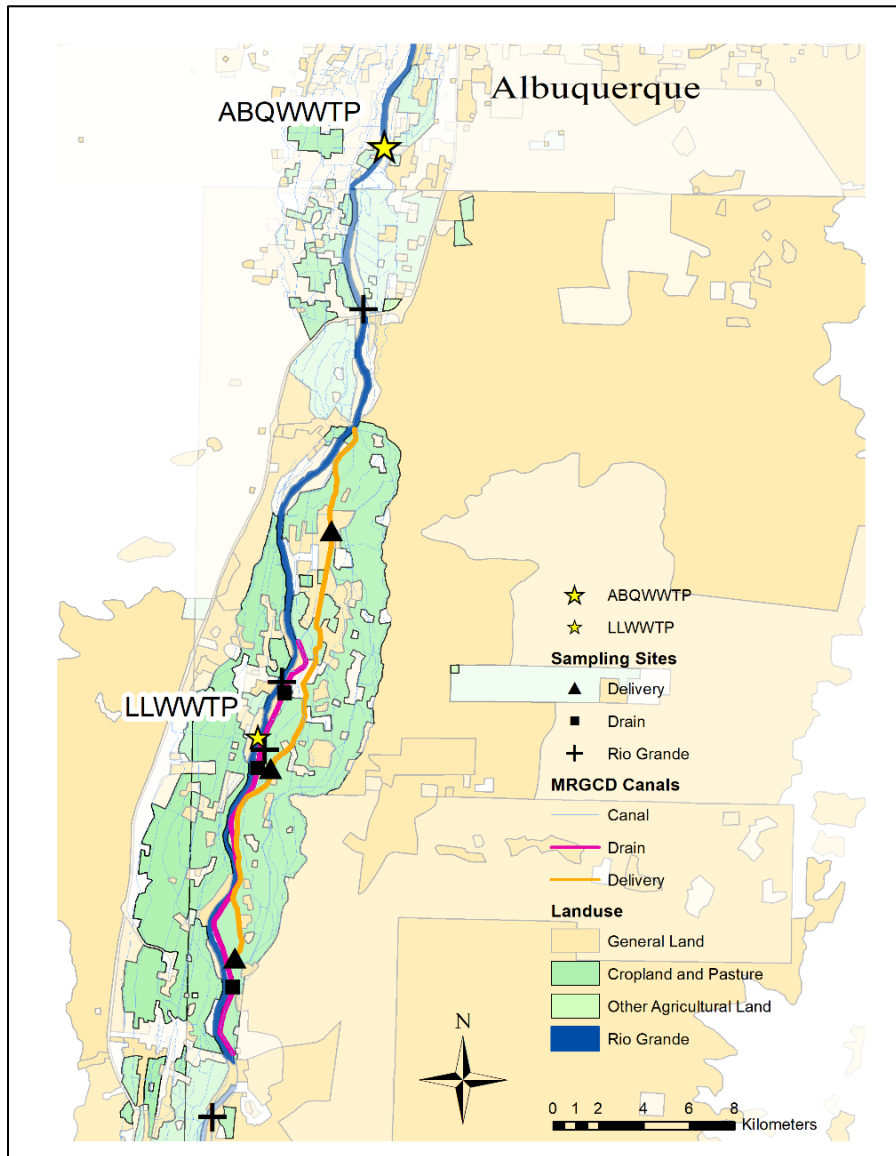 Albuquerque
ABQWWTP
LLWWTP
ABQWWTP
LLWWTP
Sampling Sites
Delivery
Drain
Rio Grande
MRGCD Canals
Canal
Drain
Delivery
Landuse
General Land
Cropland and Pasture
Other Agricultural Land
Rio Grande
N
0 1 2 4 6 8
Kilometers